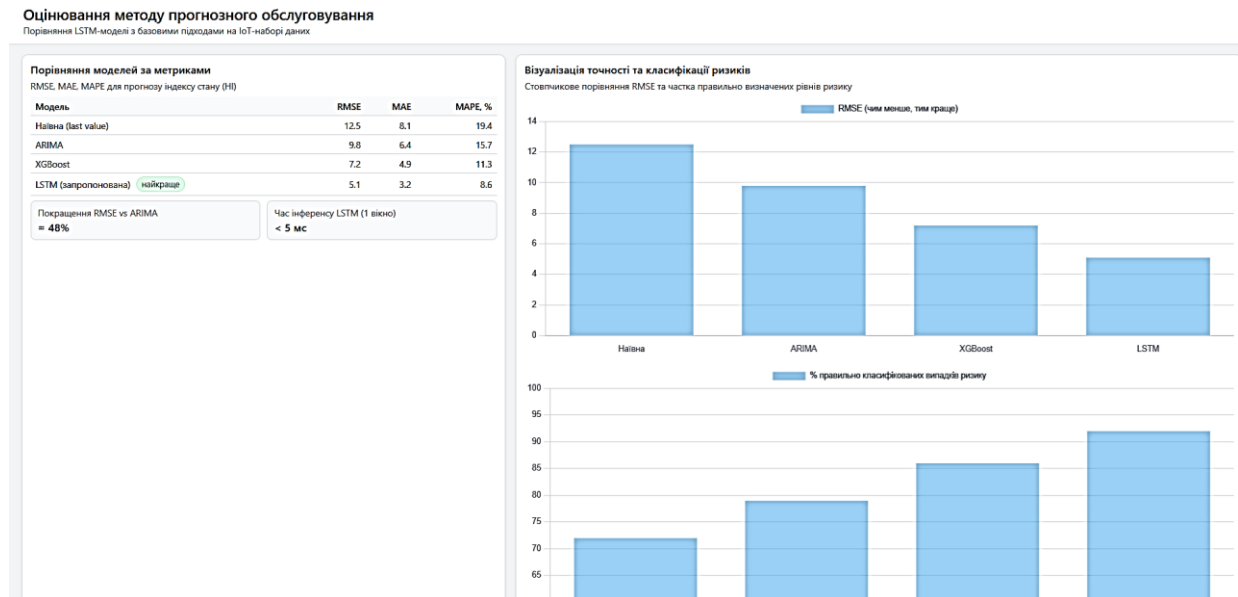 Оцінювання методу прогнозного обслуговування
Порівняння LSTM-моделі з базовими підходами на IoT-наборі даних
Порівняння моделей за метриками
RMSE, MAE, MAPE для прогнозу індексу стану (HI)
Модель RMSE MAE MAPE, %
Наївна (last value) 12.5 8.1 19.4
ARIMA 9.8 6.4 15.7
XGBoost 7.2 4.9 11.3
LSTM (запропонована) найкраще 5.1 3.2 8.6
Покращення RMSE vs ARIMA
≈ 48%
Час інференсу LSTM (1 вікно)
< 5 мс
Візуалізація точності та класифікації ризиків
Стовпчикове порівняння RMSE та частка правильно визначених рівнів ризику
RMSE (чим менше, тим краще)
14
12
10
8
6
4
2
0
Наївна ARIMA XGBoost LSTM
% правильно класифікованих випадків ризику
100
95
90
85
80
75
70
65